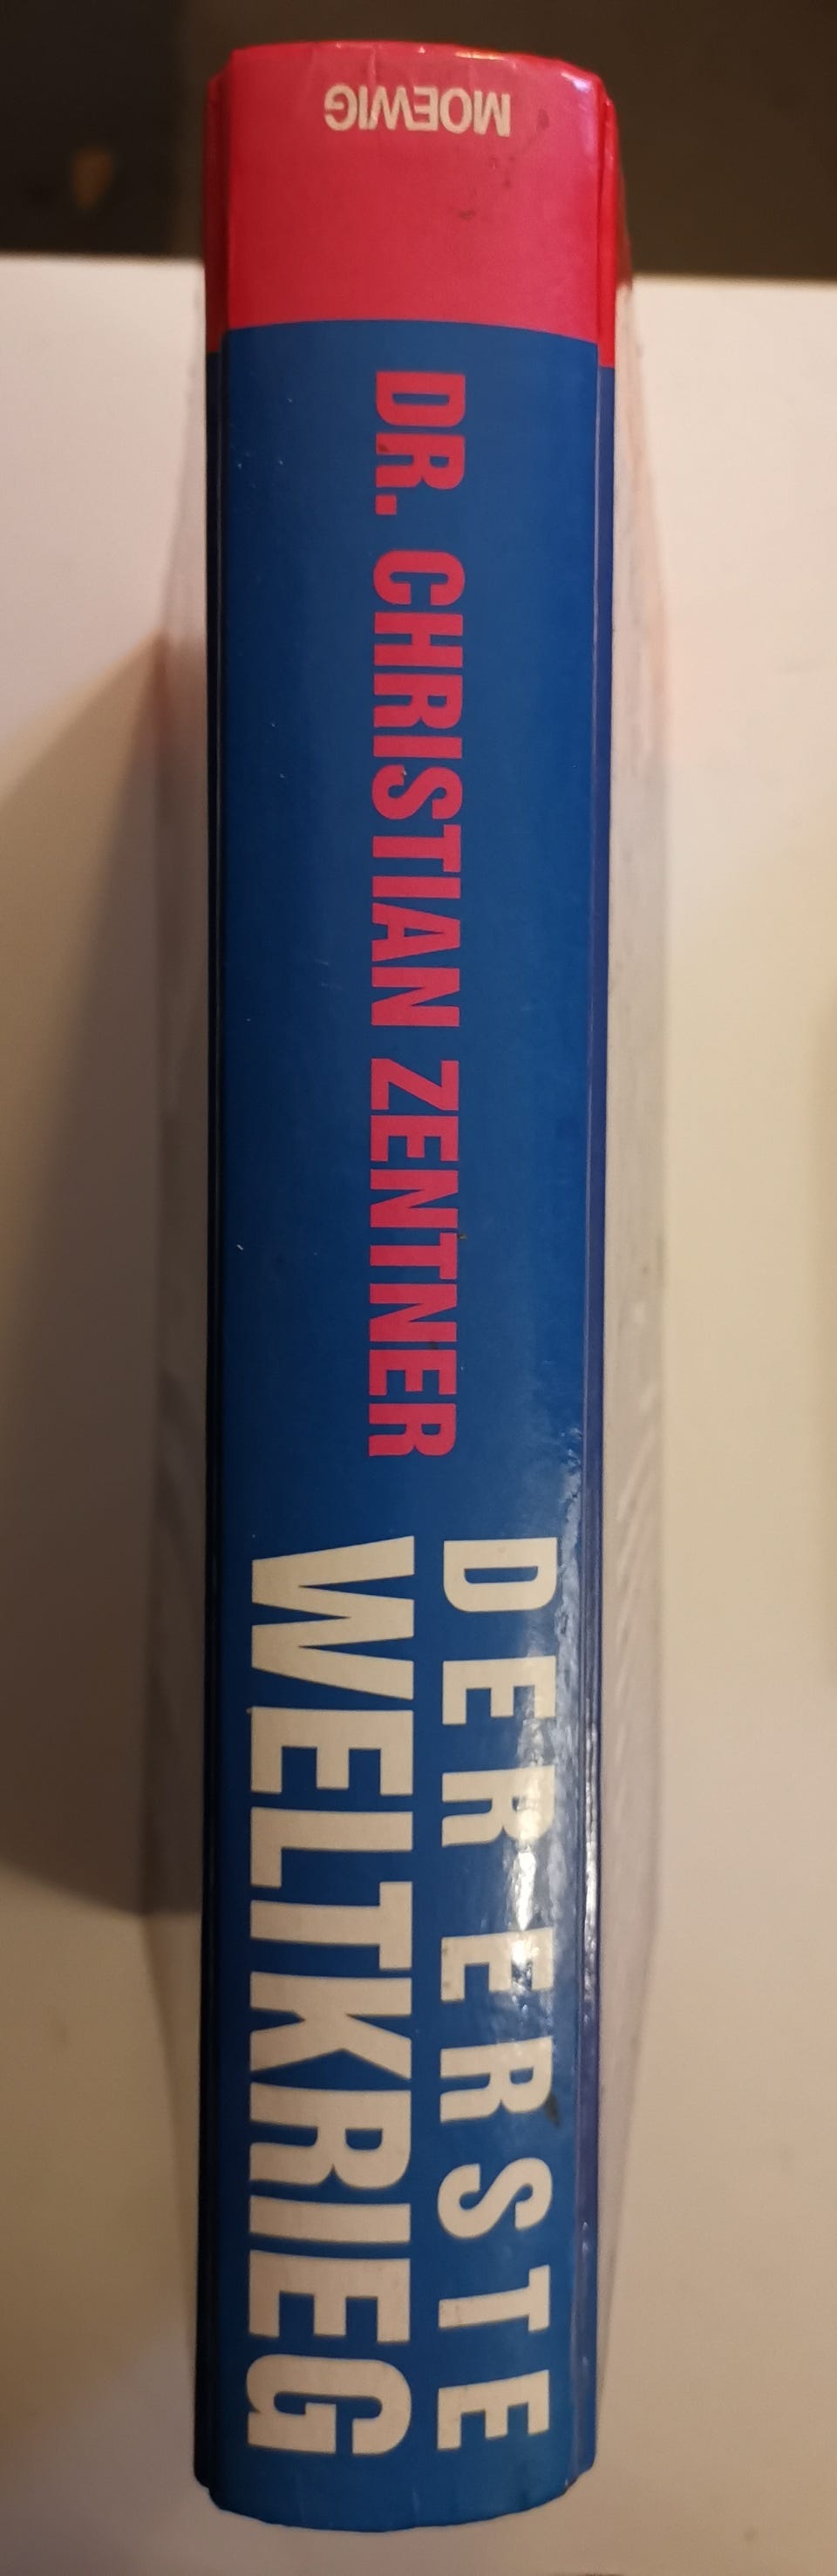 MOEWIG
DR. CHRISTIAN ZENTNER
DER ERSTE
WELTKRIEG